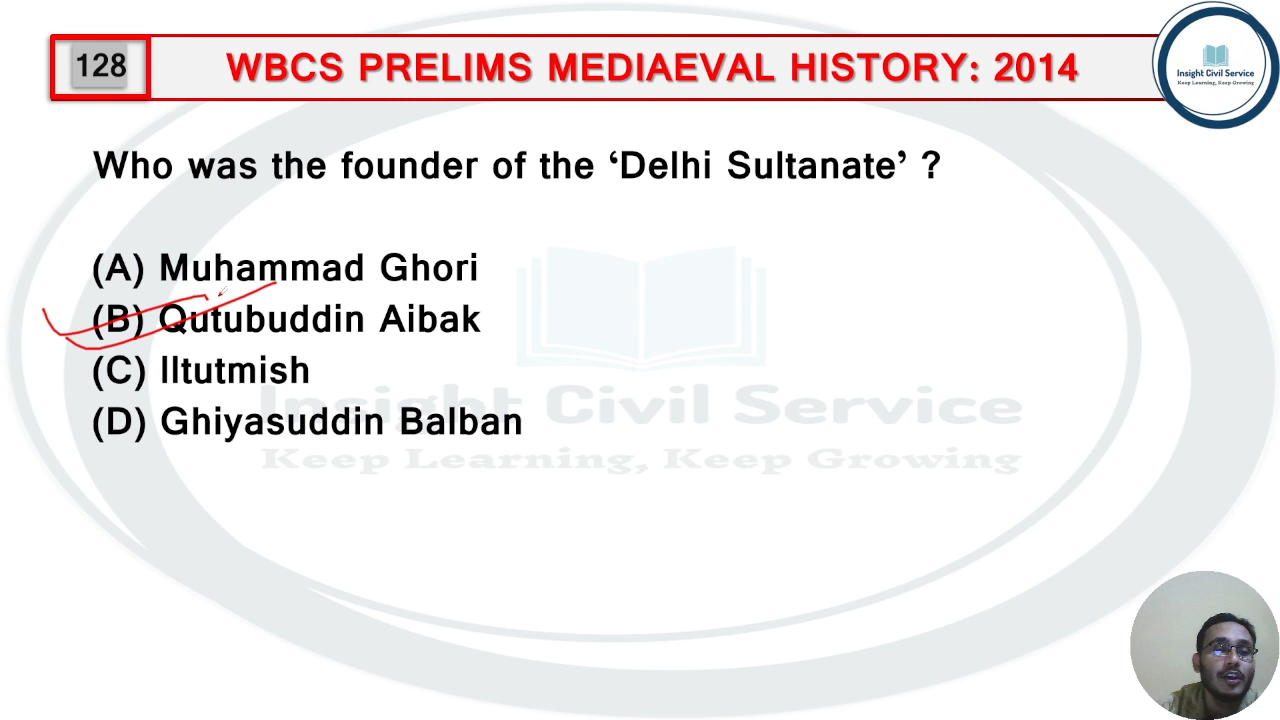 128
WBCS PRELIMS MEDIAEVAL HISTORY: 2014
Insight Civil Service
Keep Learning, Keep Growing
Who was the founder of the ‘Delhi Sultanate’ ?
(A) Muhammad Ghori
(B) Qutubuddin Aibak
(C) Iltutmish
(D) Ghiyasuddin Balban
Insight Civil Service
Keep Learning, Keep Growing